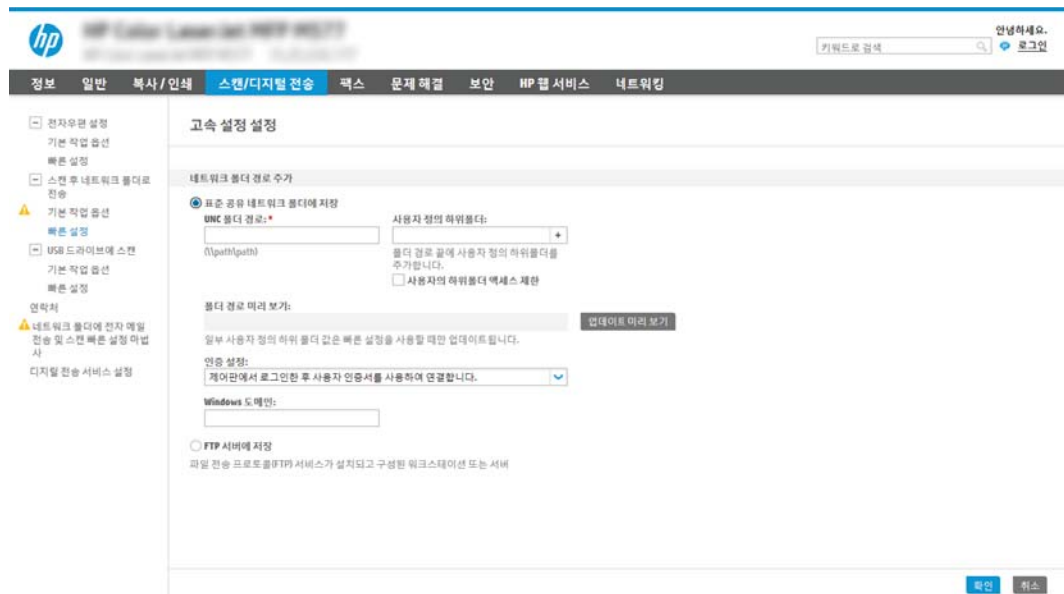 hp
안녕하세요.
키워드로 검색
로그인
정보 일반 복사 / 인쇄 스캔/디지털 전송 팩스 문제 해결 보안 HP 웹 서비스 네트워킹
전자우편 설정
기본 작업 옵션
빠른 설정
스캔 후 네트워크 폴더로
전송
기본 작업 옵션
빠른 설정
USB 드라이브에 스캔
기본 작업 옵션
빠른 설정
연락처
네트워크 폴더에 전자 메일
전송 및 스캔 빠른 설정 마법
사
디지털 전송 서비스 설정
고속 설정 설정
네트워크 폴더 경로 추가
표준 공유 네트워크 폴더에 저장
UNC 폴더 경로:* 사용자 정의 하위폴더:
+
(\\path\path) 폴더 경로 끝에 사용자 정의 하위폴더를
추가합니다.
사용자의 하위폴더 액세스 제한
폴더 경로 미리 보기:
업데이트 미리 보기
일부 사용자 정의 하위 폴더 값은 빠른 설정을 사용할 때만 업데이트됩니다.
인증 설정:
제어판에서 로그인한 후 사용자 인증서를 사용하여 연결합니다.
Windows 도메인:
FTP 서버에 저장
파일 전송 프로토콜(FTP) 서비스가 설치되고 구성된 워크스테이션 또는 서버
확인 취소